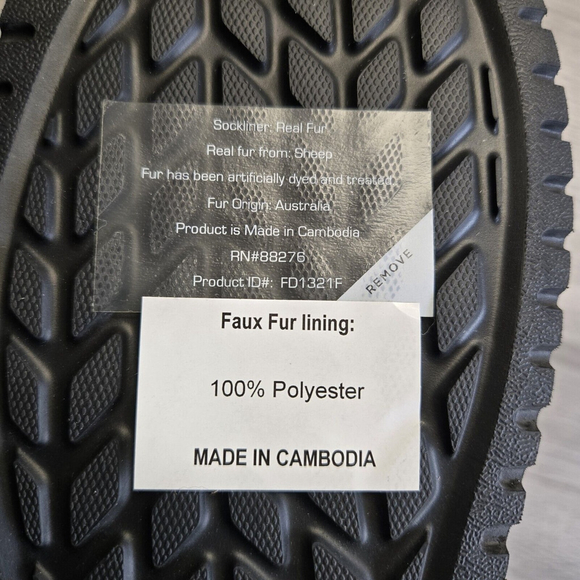 Sockliner: Real Fur
Real fur from: Sheep
Fur has been artificially dyed and treated
Fur Origin: Australia
Product is Made in Cambodia
RN#88276
Product ID#: FD1321F
REMOVE
Faux Fur lining:
100% Polyester
MADE IN CAMBODIA